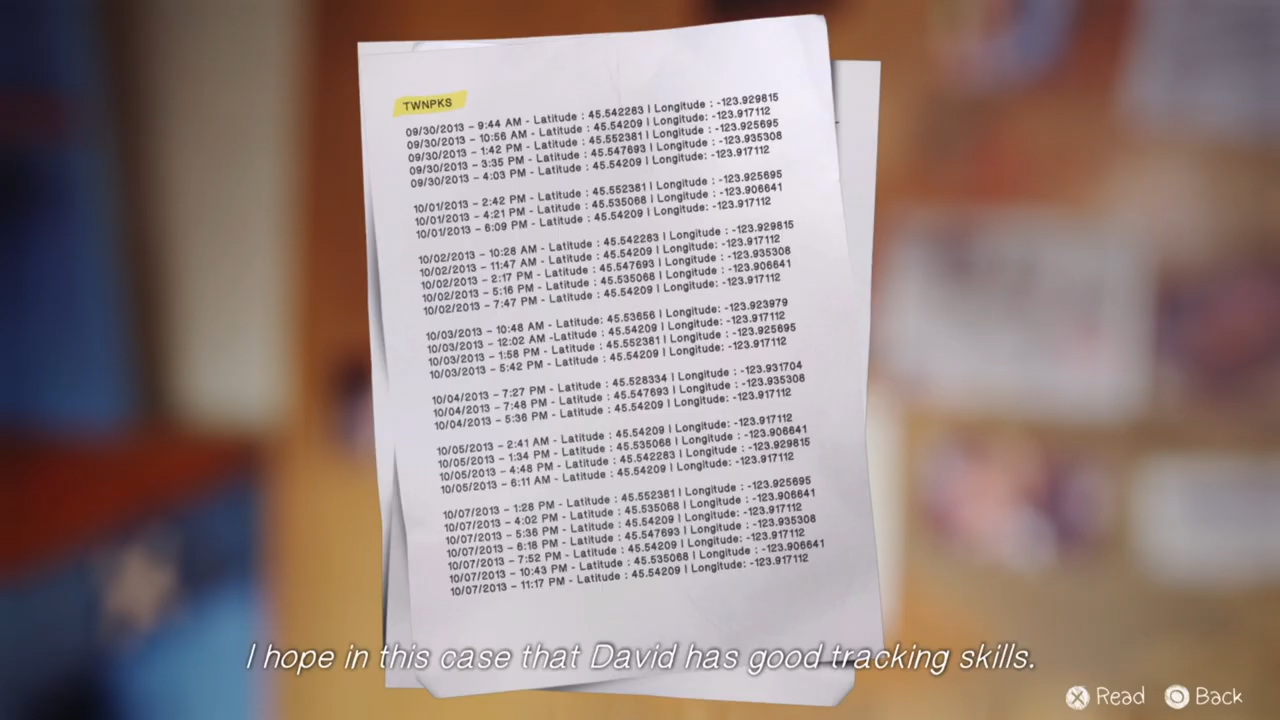 TWNPKS
09/30/2013 – 9:44 AM - Latitude : 45.542283 I Longitude : -123.929815
09/30/2013 – 10:56 AM - Latitude : 45.54209 I Longitude: -123.917112
09/30/2013 – 1:42 PM - Latitude : 45.552381 I Longitude : -123.925695
09/30/2013 – 3:35 PM - Latitude : 45.547693 I Longitude : -123.935308
09/30/2013 – 4:03 PM - Latitude : 45.54209 I Longitude: -123.917112
10/01/2013 – 2:42 PM - Latitude : 45.552381 I Longitude : -123.925695
10/01/2013 – 4:21 PM - Latitude : 45.535068 I Longitude : -123.906641
10/01/2013 – 6:09 PM - Latitude : 45.54209 I Longitude: -123.917112
10/02/2013 – 10:28 AM - Latitude : 45.542283 I Longitude : -123.929815
10/02/2013 – 11:47 AM - Latitude : 45.54209 I Longitude: -123.917112
10/02/2013 – 2:17 PM - Latitude : 45.547693 I Longitude : -123.935308
10/02/2013 – 5:16 PM - Latitude : 45.535068 I Longitude : -123.906641
10/02/2013 – 7:47 PM - Latitude : 45.54209 I Longitude: -123.917112
10/03/2013 – 10:48 AM - Latitude: 45.53656 I Longitude: -123.923979
10/03/2013 – 12:02 AM -Latitude : 45.54209 I Longitude: -123.917112
10/03/2013 – 1:58 PM - Latitude : 45.552381 I Longitude : -123.925695
10/03/2013 – 5:42 PM - Latitude : 45.54209 I Longitude: -123.917112
10/04/2013 – 7:27 PM - Latitude : 45.528334 I Longitude : -123.931704
10/04/2013 – 7:48 PM - Latitude : 45.547693 I Longitude : -123.935308
10/04/2013 – 5:36 PM - Latitude : 45.54209 I Longitude: -123.917112
10/05/2013 – 2:41 AM - Latitude : 45.54209 I Longitude: -123.917112
10/05/2013 – 1:34 PM - Latitude : 45.535068 I Longitude : -123.906641
10/05/2013 – 4:48 PM - Latitude : 45.542283 I Longitude : -123.929815
10/05/2013 – 6:11 AM - Latitude : 45.54209 I Longitude: -123.917112
10/07/2013 – 1:28 PM - Latitude : 45.552381 I Longitude : -123.925695
10/07/2013 – 4:02 PM - Latitude : 45.535068 I Longitude : -123.906641
10/07/2013 – 5:36 PM - Latitude : 45.54209 I Longitude: -123.917112
10/07/2013 – 6:18 PM - Latitude : 45.547693 I Longitude : -123.935308
10/07/2013 – 7:52 PM - Latitude : 45.54209 I Longitude: -123.917112
10/07/2013 – 10:43 PM - Latitude : 45.535068 I Longitude : -123.906641
10/07/2013 – 11:17 PM - Latitude : 45.54209 I Longitude: -123.917112
I hope in this case that David has good tracking skills.
Read Back